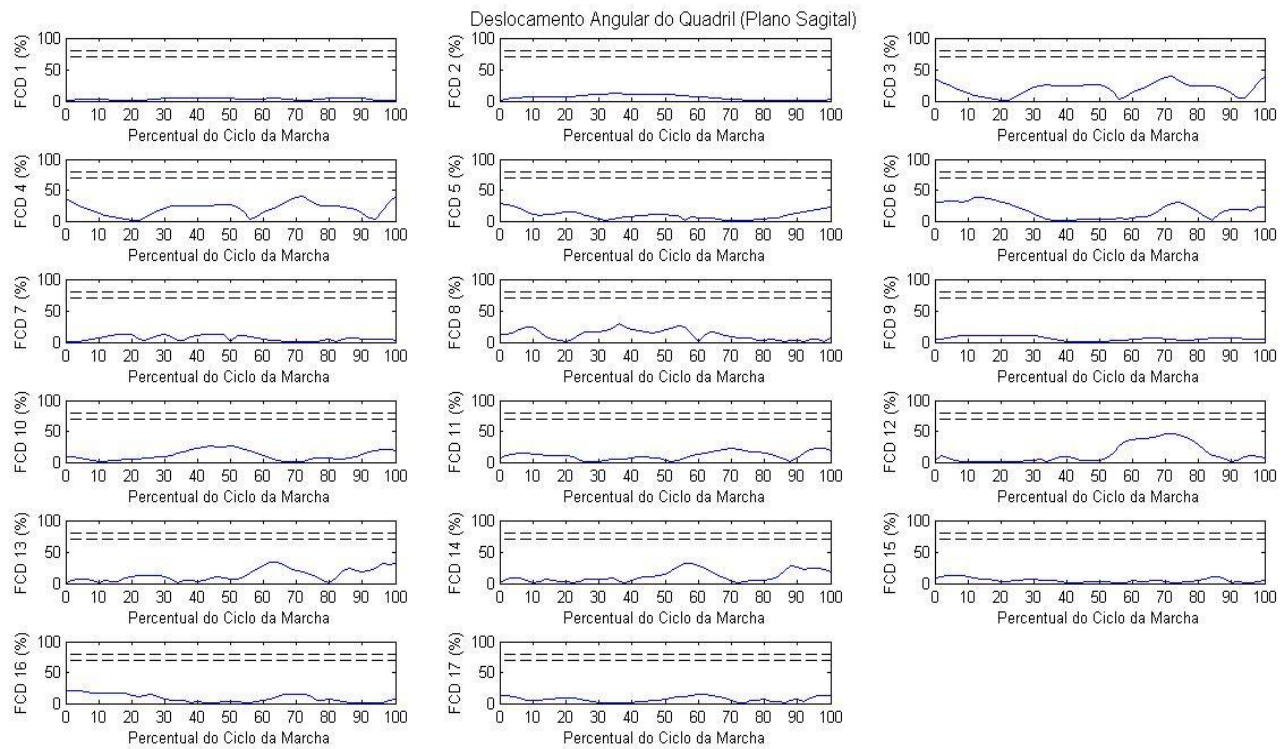 Deslocamento Angular do Quadril (Plano Sagital)
FCD 1 (%)
100
50
0
0 10 20 30 40 50 60 70 80 90 100
Percentual do Ciclo da Marcha
FCD 2 (%)
100
50
0
0 10 20 30 40 50 60 70 80 90 100
Percentual do Ciclo da Marcha
FCD 3 (%)
100
50
0
0 10 20 30 40 50 60 70 80 90 100
Percentual do Ciclo da Marcha
FCD 4 (%)
100
50
0
0 10 20 30 40 50 60 70 80 90 100
Percentual do Ciclo da Marcha
FCD 5 (%)
100
50
0
0 10 20 30 40 50 60 70 80 90 100
Percentual do Ciclo da Marcha
FCD 6 (%)
100
50
0
0 10 20 30 40 50 60 70 80 90 100
Percentual do Ciclo da Marcha
FCD 7 (%)
100
50
0
0 10 20 30 40 50 60 70 80 90 100
Percentual do Ciclo da Marcha
FCD 8 (%)
100
50
0
0 10 20 30 40 50 60 70 80 90 100
Percentual do Ciclo da Marcha
FCD 9 (%)
100
50
0
0 10 20 30 40 50 60 70 80 90 100
Percentual do Ciclo da Marcha
FCD 10 (%)
100
50
0
0 10 20 30 40 50 60 70 80 90 100
Percentual do Ciclo da Marcha
FCD 11 (%)
100
50
0
0 10 20 30 40 50 60 70 80 90 100
Percentual do Ciclo da Marcha
FCD 12 (%)
100
50
0
0 10 20 30 40 50 60 70 80 90 100
Percentual do Ciclo da Marcha
FCD 13 (%)
100
50
0
0 10 20 30 40 50 60 70 80 90 100
Percentual do Ciclo da Marcha
FCD 14 (%)
100
50
0
0 10 20 30 40 50 60 70 80 90 100
Percentual do Ciclo da Marcha
FCD 15 (%)
100
50
0
0 10 20 30 40 50 60 70 80 90 100
Percentual do Ciclo da Marcha
FCD 16 (%)
100
50
0
0 10 20 30 40 50 60 70 80 90 100
Percentual do Ciclo da Marcha
FCD 17 (%)
100
50
0
0 10 20 30 40 50 60 70 80 90 100
Percentual do Ciclo da Marcha